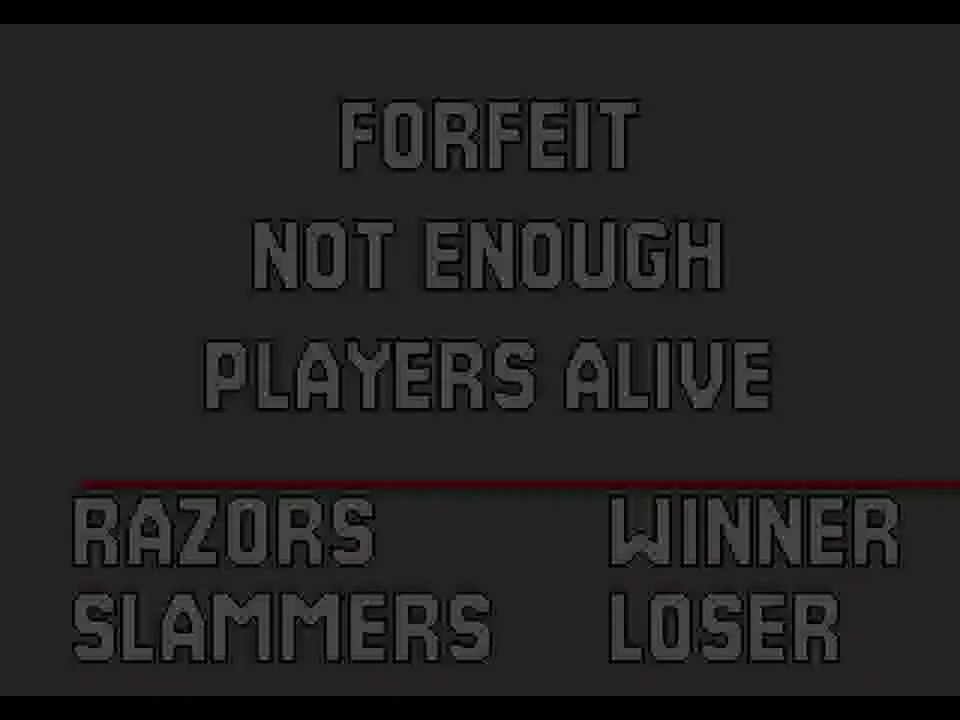 FORFEIT
NOT ENOUGH
PLAYERS ALIVE
RAZORS WINNER
SLAMMERS LOSER